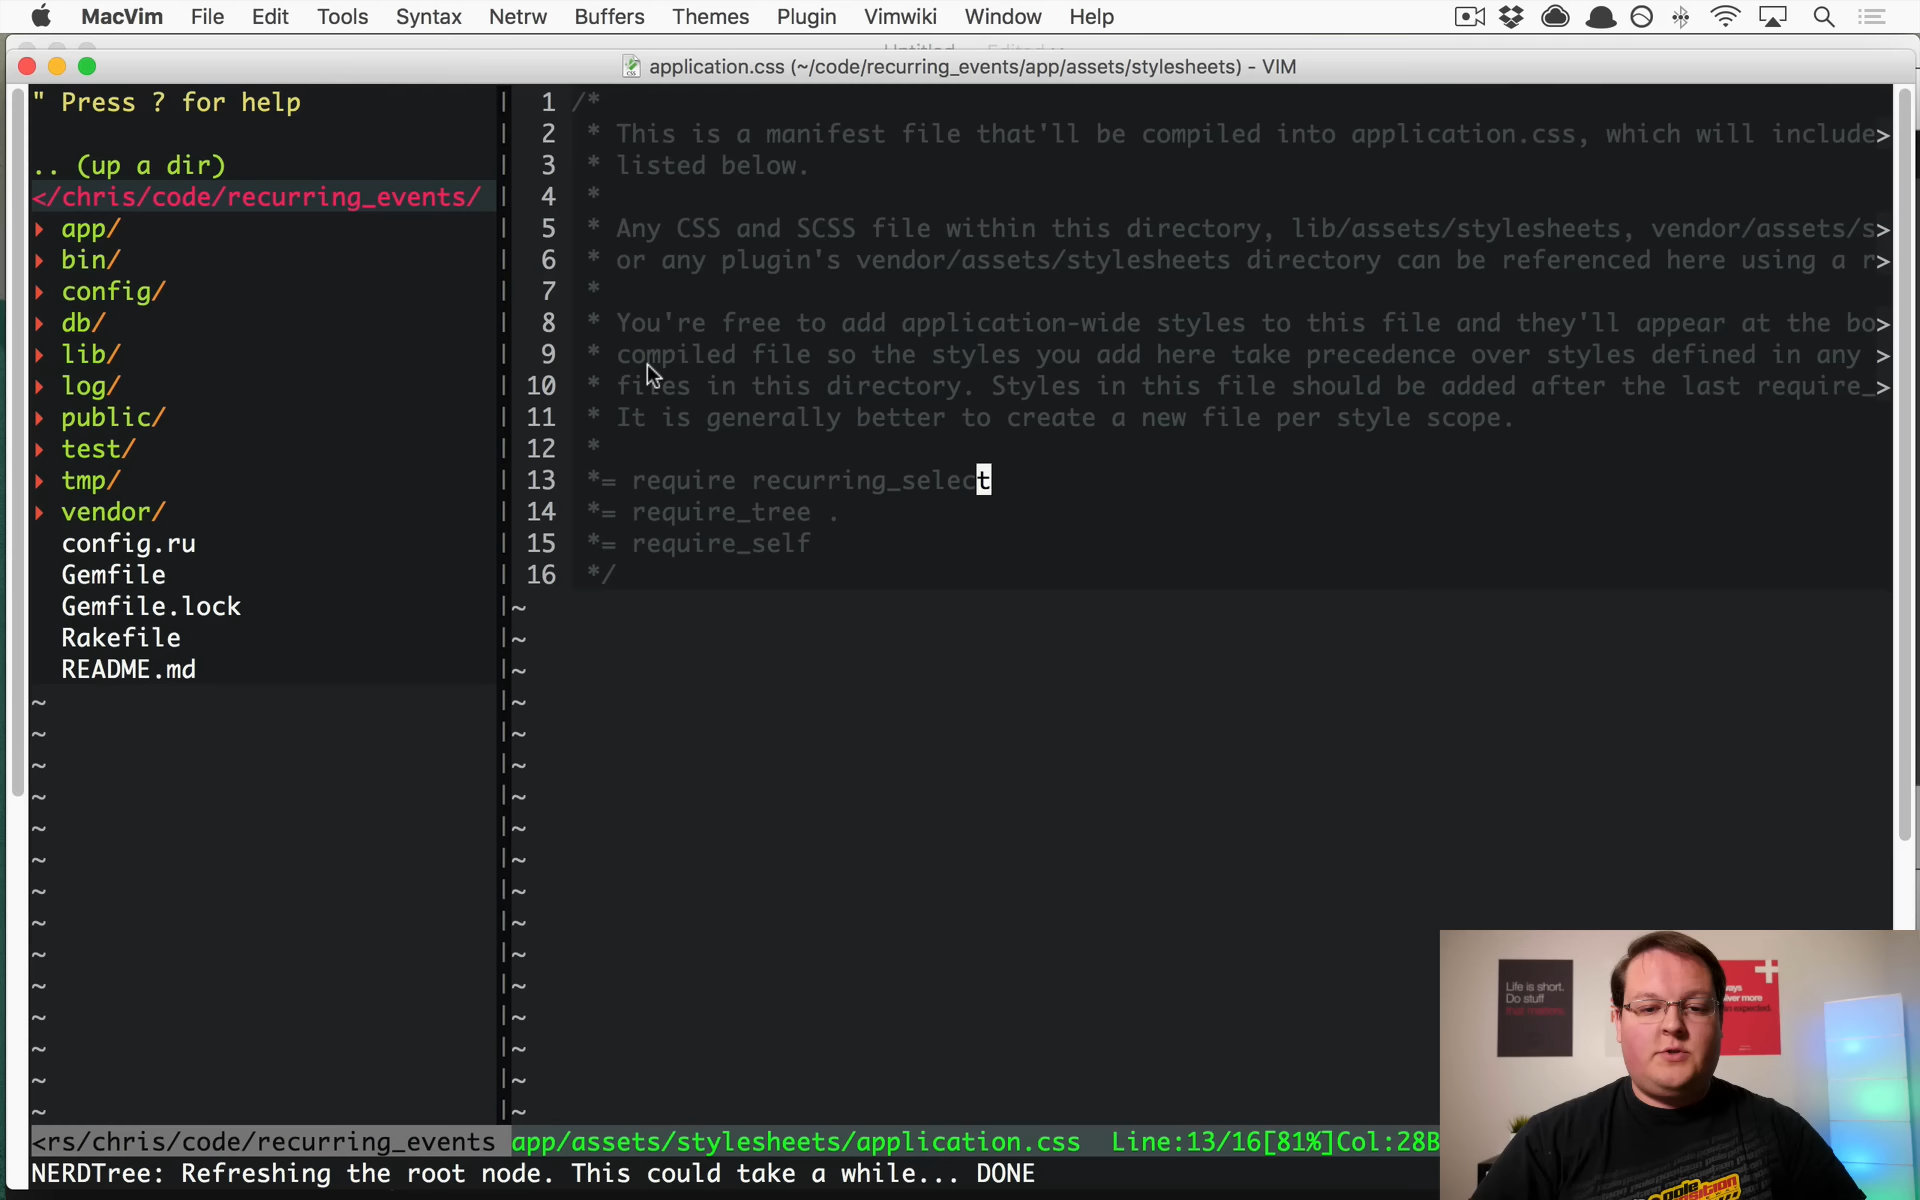 MacVim File Edit Tools Syntax Netrw Buffers Themes Plugin Vimwiki Window Help
application.css (~/code/recurring_events/app/assets/stylesheets) - VIM
" Press ? for help
.. (up a dir)
</chris/code/recurring_events/
app/
bin/
config/
db/
lib/
log/
public/
test/
tmp/
vendor/
config.ru
Gemfile
Gemfile.lock
Rakefile
README.md
1 /*
2 * This is a manifest file that'll be compiled into application.css, which will include>
3 * listed below.
4 *
5 * Any CSS and SCSS file within this directory, lib/assets/stylesheets, vendor/assets/s>
6 * or any plugin's vendor/assets/stylesheets directory can be referenced here using a r>
7 *
8 * You're free to add application-wide styles to this file and they'll appear at the bo>
9 * compiled file so the styles you add here take precedence over styles defined in any >
10 * files in this directory. Styles in this file should be added after the last require_>
11 * It is generally better to create a new file per style scope.
12 *
13 *= require recurring_select
14 *= require_tree .
15 *= require_self
16 */
<rs/chris/code/recurring_events app/assets/stylesheets/application.css Line:13/16[81%]Col:28B
NERDTree: Refreshing the root node. This could take a while... DONE
Life is short.
Do stuff
that matters.